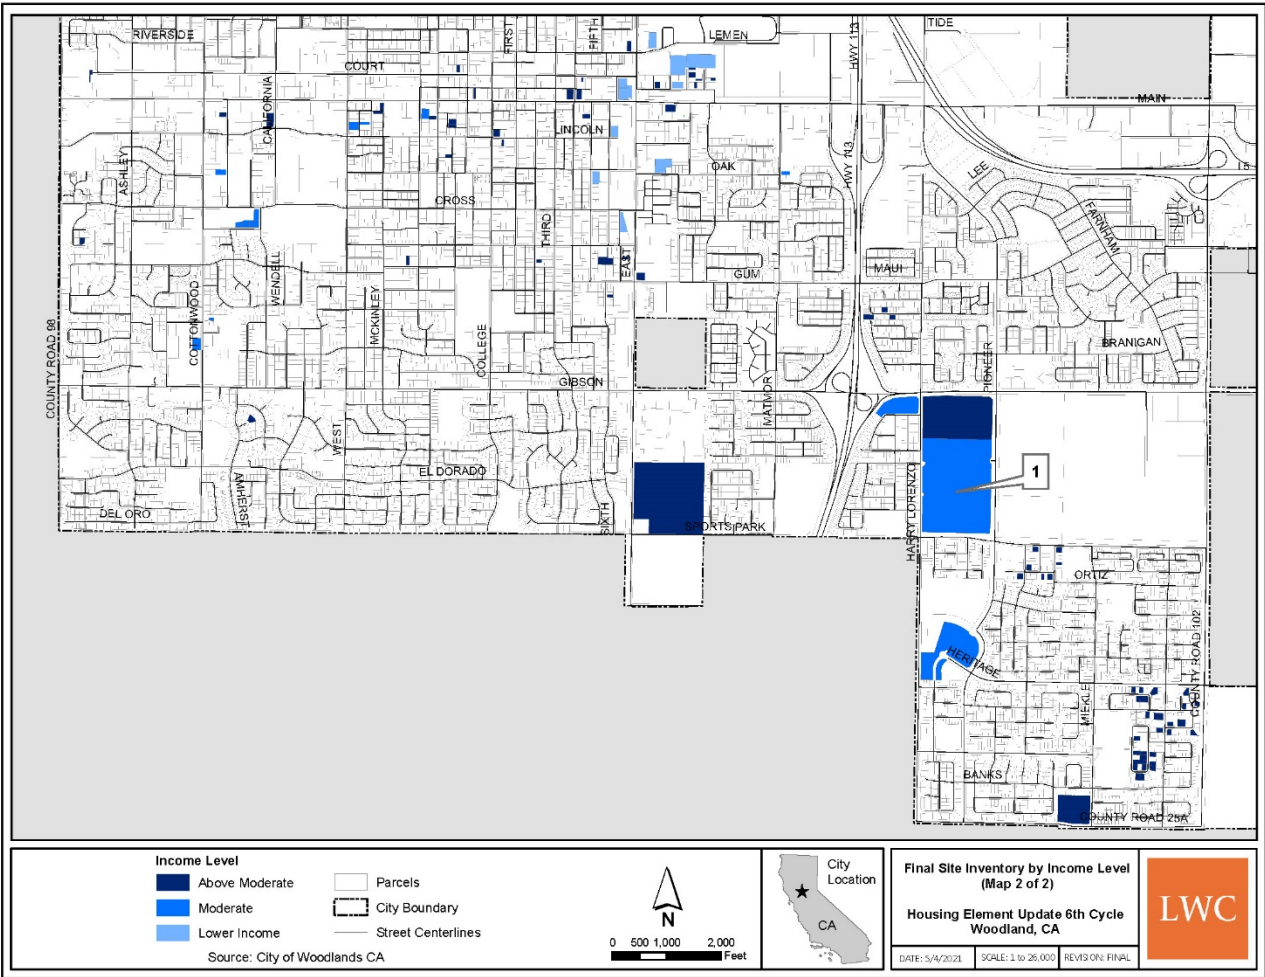 RIVERSIDE
COURT
FIRST
FIFTH
LEMEN
HWY 113
TIDE
MAIN
CALIFORNIA
LINCOLN
ASHLEY
OAK
HWY 113
LEE
CROSS
THIRD
FARNHAM
EAST
GUM
MAUI
WENDELL
COTTONWOOD
MCKINLEY
COLLEGE
COUNTY ROAD 98
GIBSON
MATMOR
PIONEER
BRANIGAN
WEST
EL DORADO
AMHERST
DEL ORO
SIXTH
SPORTS PARK
HARRY LORENZO
1
ORTIZ
HERITAGE
MIEKLE
COUNTY ROAD 102
BANKS
COUNTY ROAD 25A
Income Level
Above Moderate
Moderate
Lower Income
Parcels
City Boundary
Street Centerlines
Source: City of Woodlands CA
N
0 500 1,000 2,000
Feet
City
Location
CA
Final Site Inventory by Income Level
(Map 2 of 2)
Housing Element Update 6th Cycle
Woodland, CA
DATE: 5/4/2021 SCALE: 1 to 26,000 REVISION: FINAL
LWC